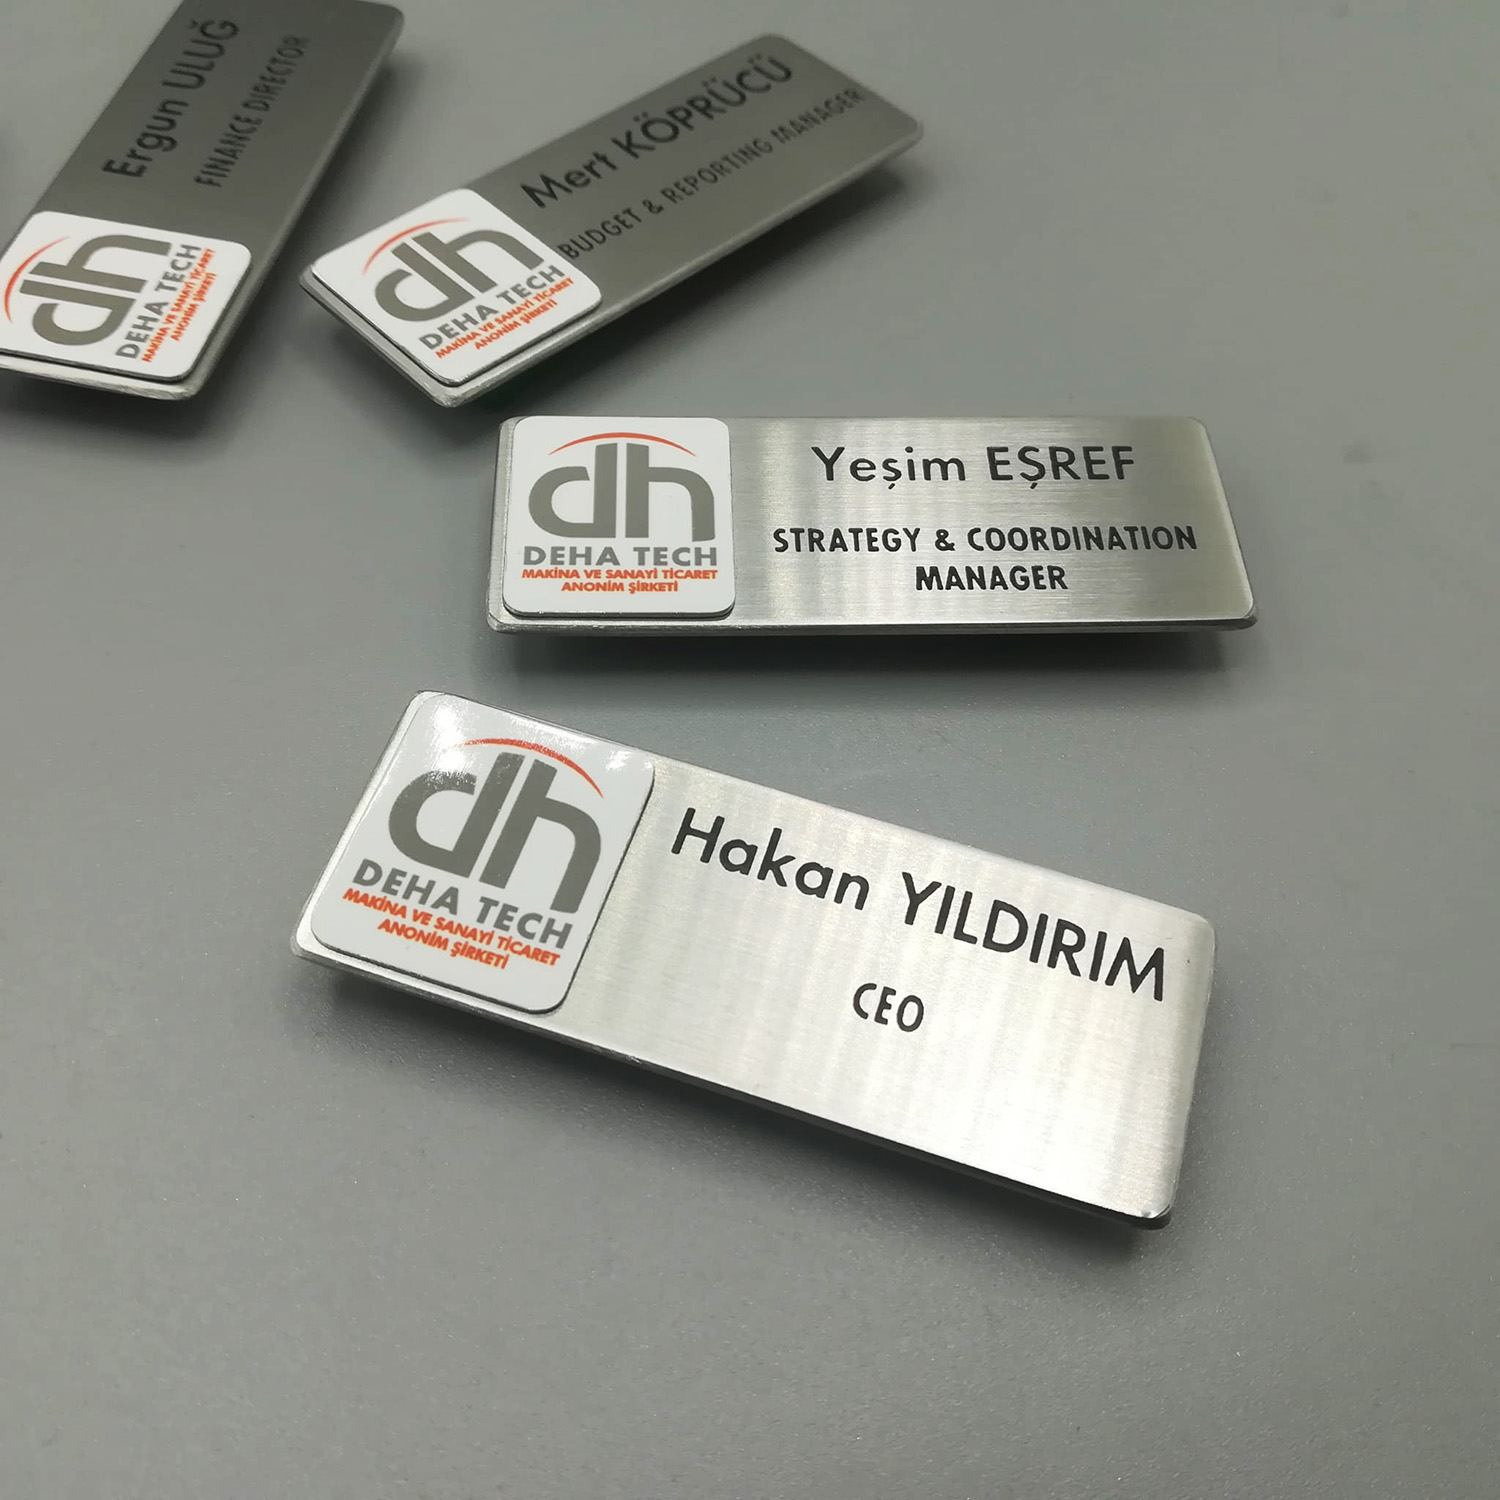 Ergun ULUĞ
FINANCE DIRECTOR
dh
DEHA TECH
MAKİNA VE SANAYİ TİCARET
ANONİM ŞİRKETİ
Mert KÖPRÜCÜ
BUDGET & REPORTING MANAGER
dh
DEHA TECH
MAKİNA VE SANAYİ TİCARET
ANONİM ŞİRKETİ
Yeşim EŞREF
STRATEGY & COORDINATION
MANAGER
dh
DEHA TECH
MAKİNA VE SANAYİ TİCARET
ANONİM ŞİRKETİ
Hakan YILDIRIM
CEO
dh
DEHA TECH
MAKİNA VE SANAYİ TİCARET
ANONİM ŞİRKETİ